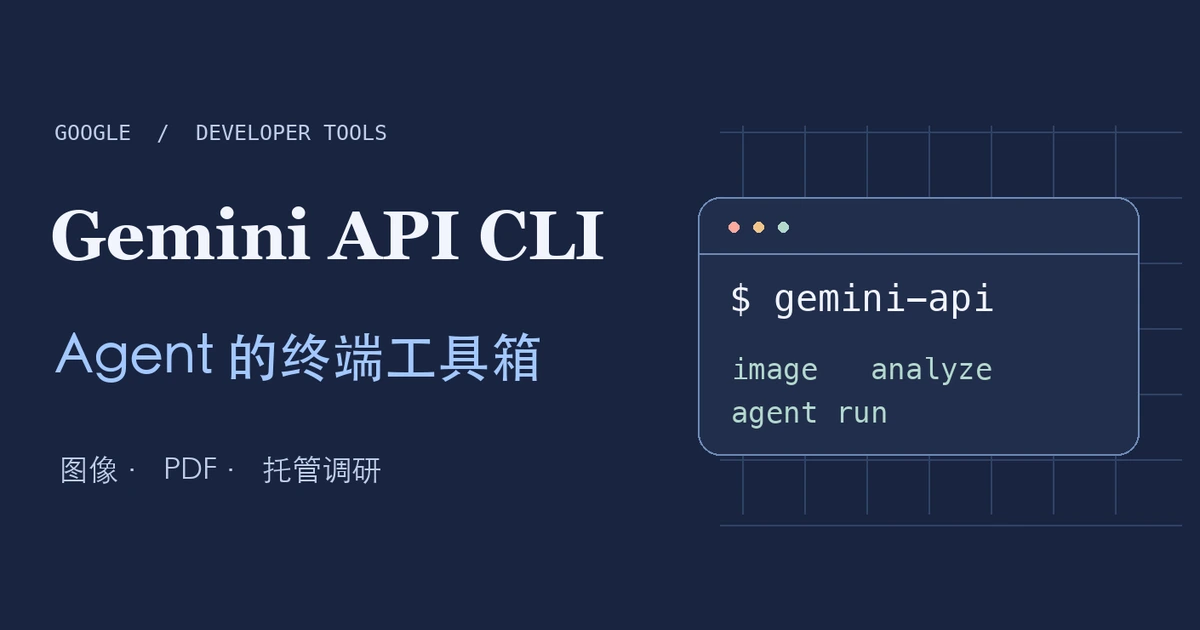 GOOGLE / DEVELOPER TOOLS
Gemini API CLI
Agent 的终端工具箱
图像 · PDF · 托管调研
$ gemini-api
image analyze
agent run